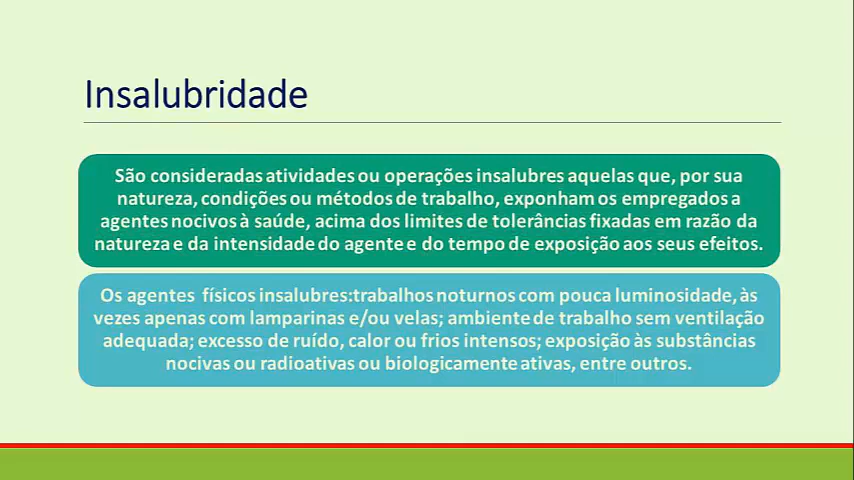 Insalubridade
São consideradas atividades ou operações insalubres aquelas que, por sua
natureza, condições ou métodos de trabalho, exponham os empregados a
agentes nocivos à saúde, acima dos limites de tolerâncias fixadas em razão da
natureza e da intensidade do agente e do tempo de exposição aos seus efeitos.
Os agentes físicos insalubres:trabalhos noturnos com pouca luminosidade, às
vezes apenas com lamparinas e/ou velas; ambiente de trabalho sem ventilação
adequada; excesso de ruído, calor ou frios intensos; exposição às substâncias
nocivas ou radioativas ou biologicamente ativas, entre outros.